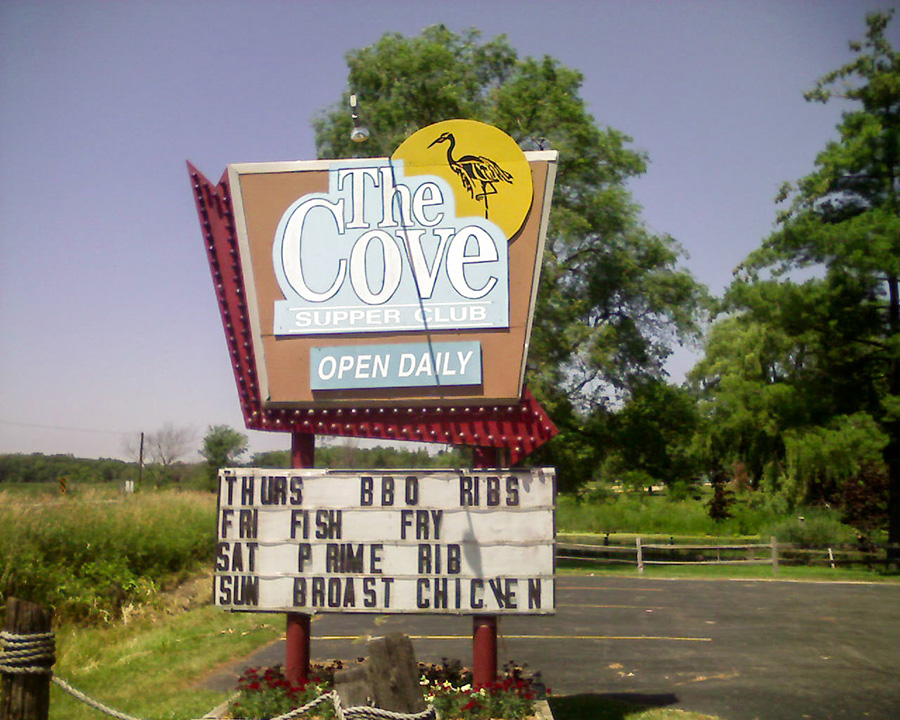 The
Cove
SUPPER CLUB
OPEN DAILY
THURS BBQ RIBS
FRI FISH FRY
SAT PRIME RIB
SUN BROAST CHICKEN